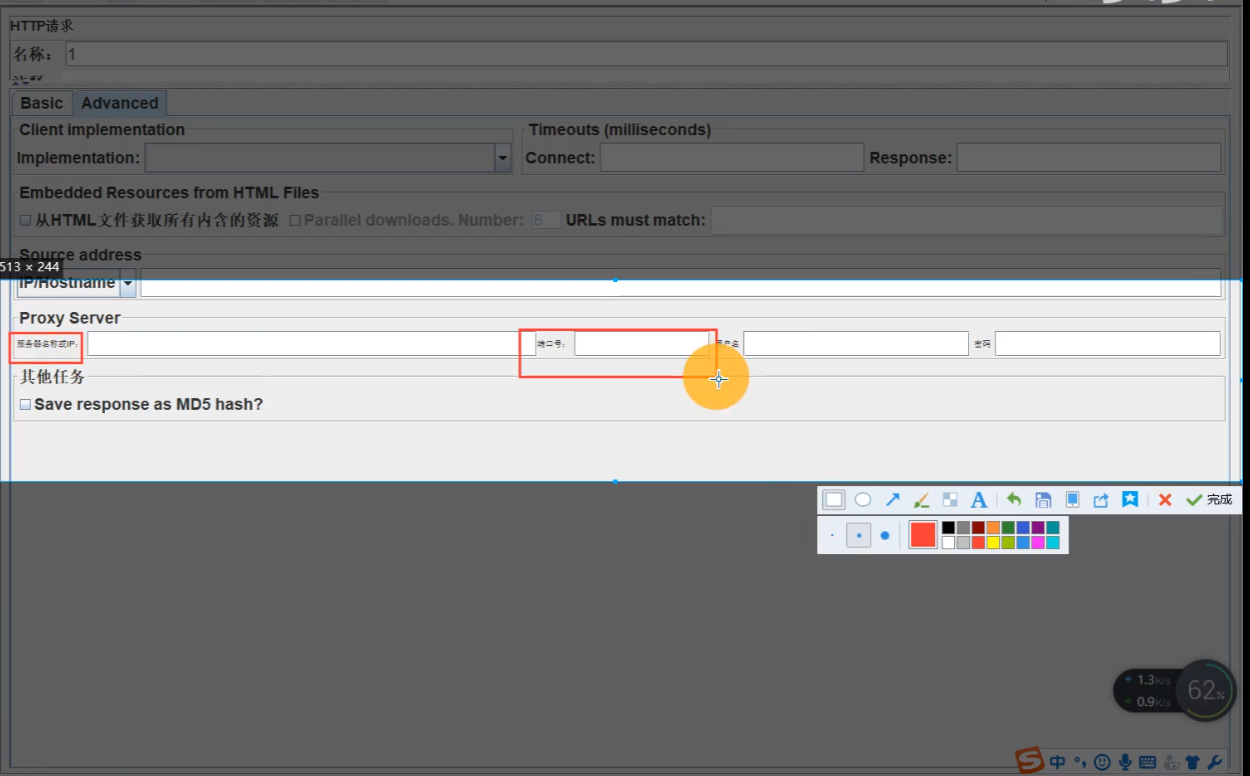 HTTP请求
名称： 1
Basic Advanced
Client implementation Timeouts (milliseconds)
Implementation: Connect: Response:
Embedded Resources from HTML Files
从HTML文件获取所有内含的资源 Parallel downloads. Number: 6 URLs must match:
Source address
513 × 244
IP/Hostname
Proxy Server
服务器名称或IP: 端口号: 用户名 密码
其他任务
Save response as MD5 hash?
A 完成
1.3K/s
62%
0.9K/s
S 中